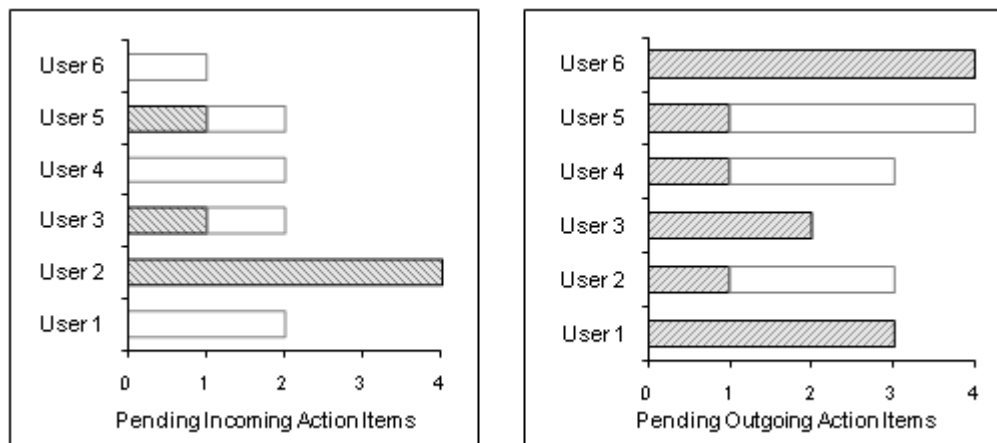 User 6
User 5
User 4
User 3
User 2
User 1
0 1 2 3 4
Pending Incoming Action Items
User 6
User 5
User 4
User 3
User 2
User 1
0 1 2 3 4
Pending Outgoing Action Items